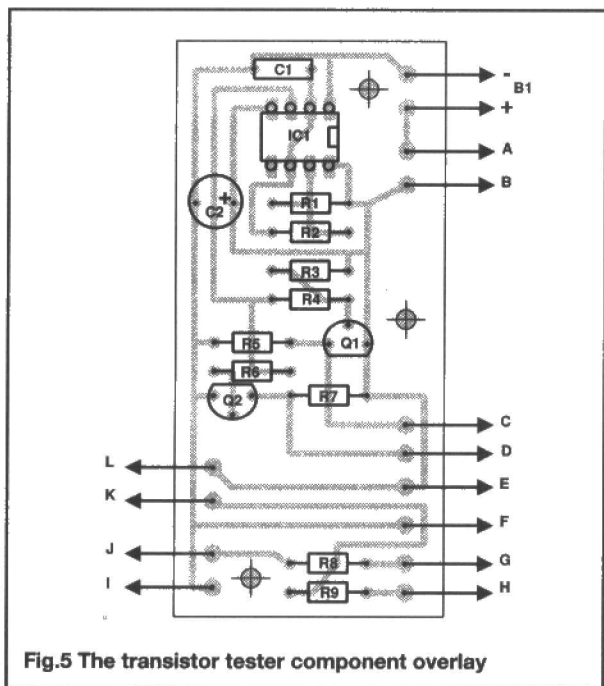 C1
-
B1
+
IC1
A
B
C2
+
R1
R2
R3
R4
Q1
R5
R6
Q2
R7
C
D
L
E
K
F
J
R8
G
I
R9
H
Fig.5 The transistor tester component overlay